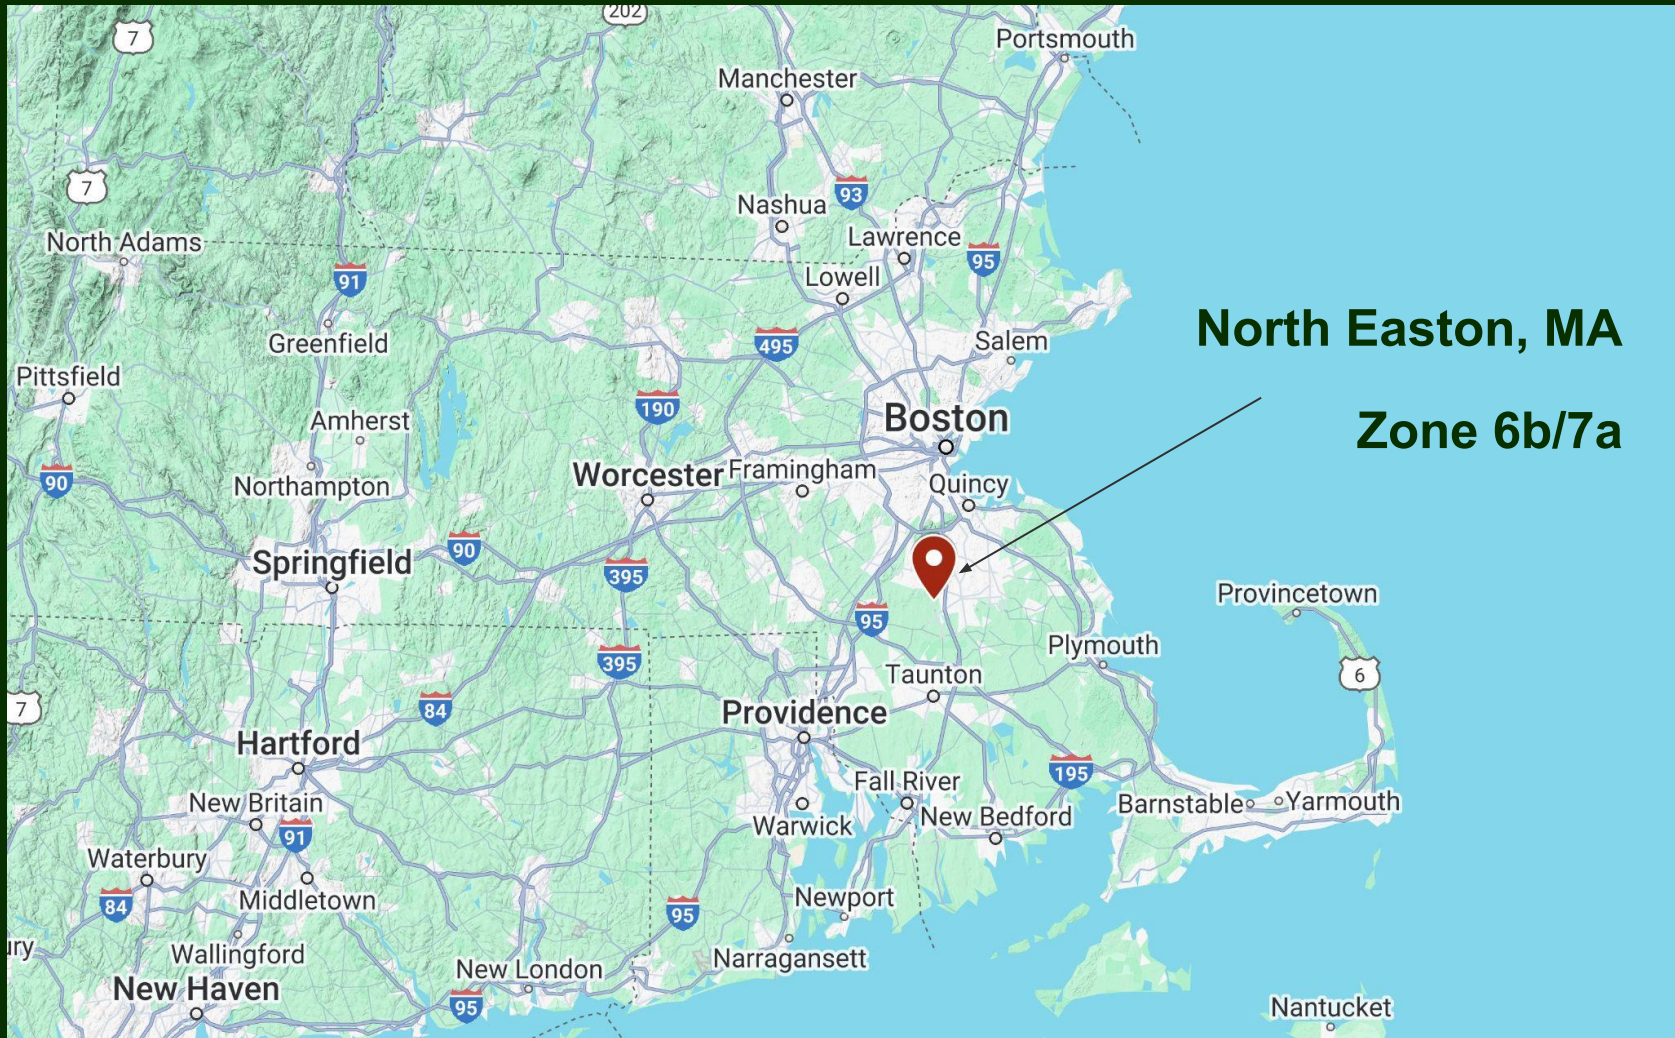 202
7
Portsmouth
Manchester
7
93
Nashua
North Adams
Lawrence
95
91
Lowell
North Easton, MA
Greenfield
495
Salem
Pittsfield
190
Amherst
Boston
Zone 6b/7a
90
Worcester
Framingham
Northampton
Quincy
90
Springfield
395
Provincetown
95
Plymouth
395
Taunton
6
7
84
Providence
Hartford
195
Fall River
New Britain
Barnstable
Yarmouth
New Bedford
91
Warwick
Waterbury
84
Middletown
Newport
95
ury
Wallingford
Narragansett
New London
New Haven
95
Nantucket